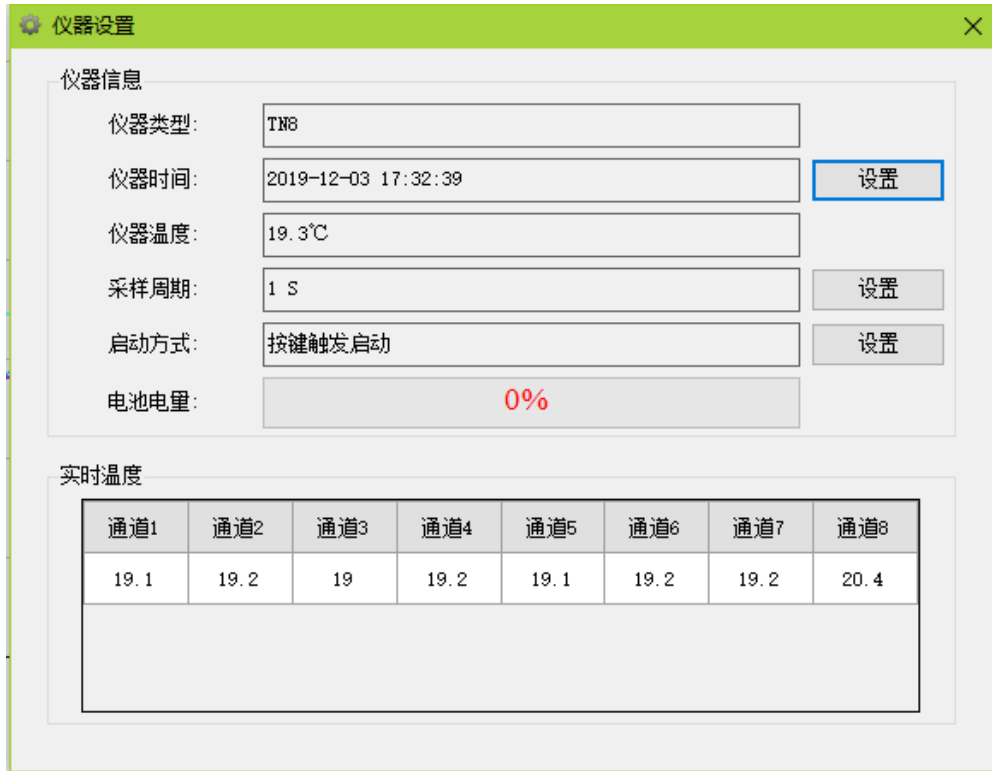 仪器设置
仪器信息
仪器类型: TN8
仪器时间: 2019-12-03 17:32:39 设置
仪器温度: 19.3℃
采样周期: 1 S 设置
启动方式: 按键触发启动 设置
电池电量: 0%
实时温度
通道1 通道2 通道3 通道4 通道5 通道6 通道7 通道8
19.1 19.2 19 19.2 19.1 19.2 19.2 20.4